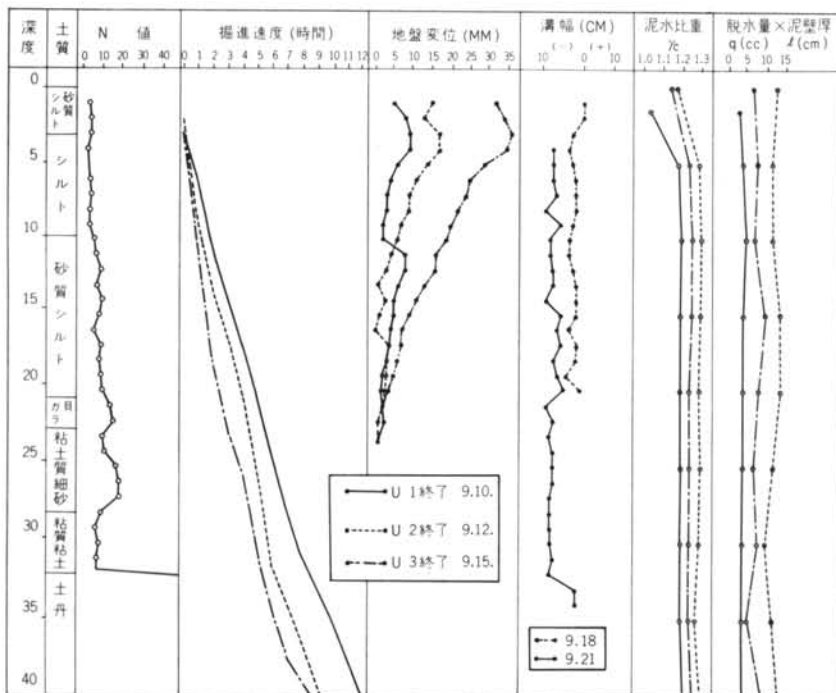 深度
土質
N 値
0 10 20 30 40
掘進速度(時間)
0 1 2 3 4 5 6 7 8 9 10 11 12
地盤変位(MM)
0 5 10 15 20 25 30 35
溝幅(CM)
(-) (+)
10 0 10
泥水比重
γc
1.0 1.1 1.2 1.3
脱水量×泥壁厚
q(cc) ℓ(cm)
0 5 10 15
0
5
10
15
20
25
30
35
40
砂質シルト
シルト
砂質シルト
貝ガラ
粘土質細砂
粘質粘土
土丹
U 1終了 9.10.
U 2終了 9.12.
U 3終了 9.15.
9.18
9.21